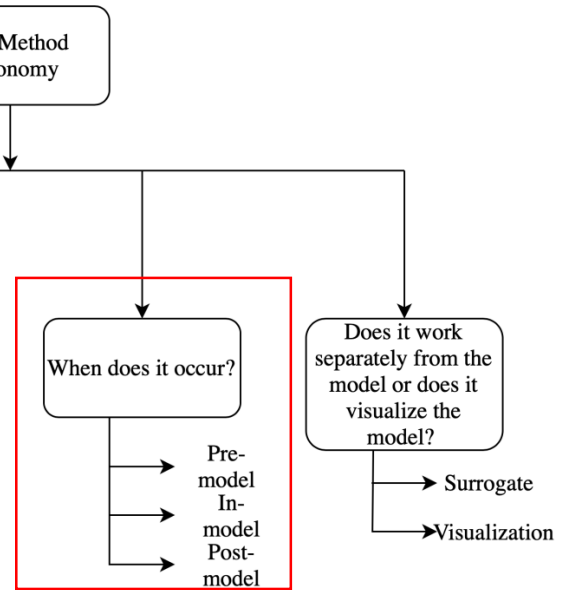 Method
onomy
When does it occur?
Does it work
separately from the
model or does it
visualize the
model?
Pre-
model
In-
model
Post-
model
Surrogate
Visualization